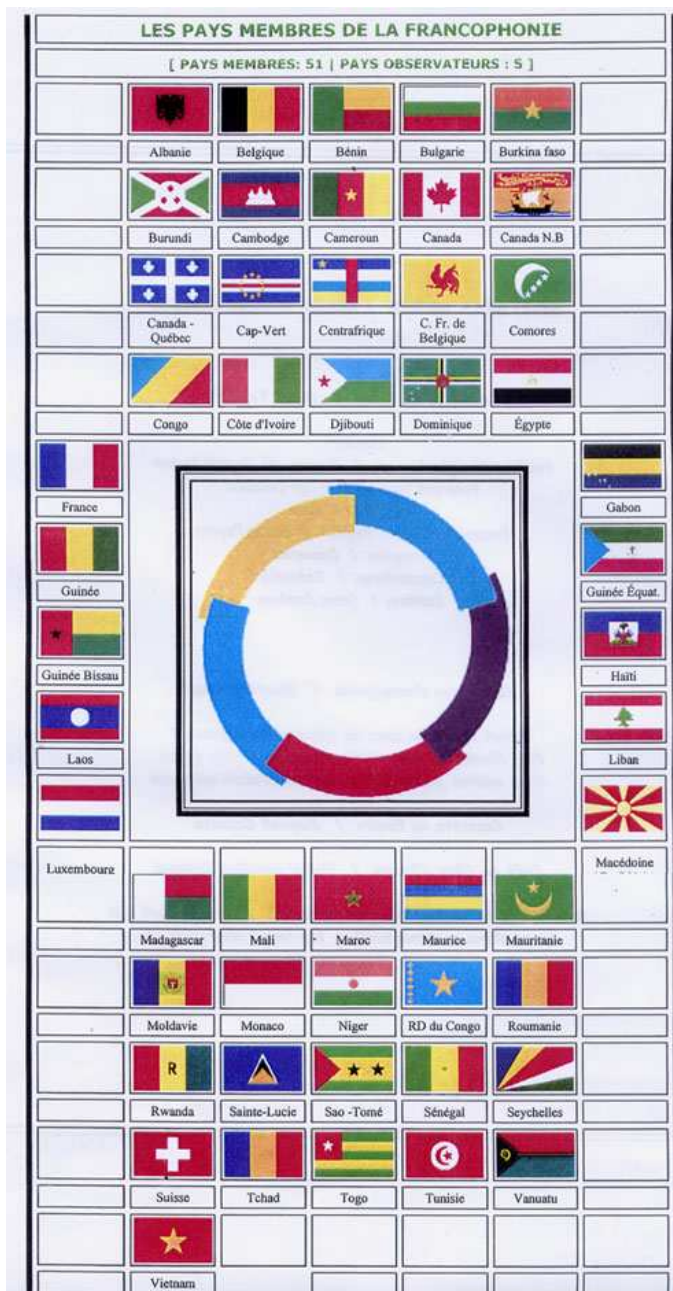 LES PAYS MEMBRES DE LA FRANCOPHONIE
[ PAYS MEMBRES: 51 | PAYS OBSERVATEURS : 5 ]
Albanie Belgique Bénin Bulgarie Burkina faso
Burundi Cambodge Cameroun Canada Canada N.B
Canada - Québec Cap-Vert Centrafrique C. Fr. de Belgique Comores
Congo Côte d'Ivoire Djibouti Dominique Égypte
France Gabon
Guinée Guinée Équat.
Guinée Bissau Haïti
Laos Liban
Luxembourg Macédoine
Madagascar Mali Maroc Maurice Mauritanie
Moldavie Monaco Niger RD du Congo Roumanie
R
Rwanda Sainte-Lucie Sao -Tomé Sénégal Seychelles
Suisse Tchad Togo Tunisie Vanuatu
Vietnam